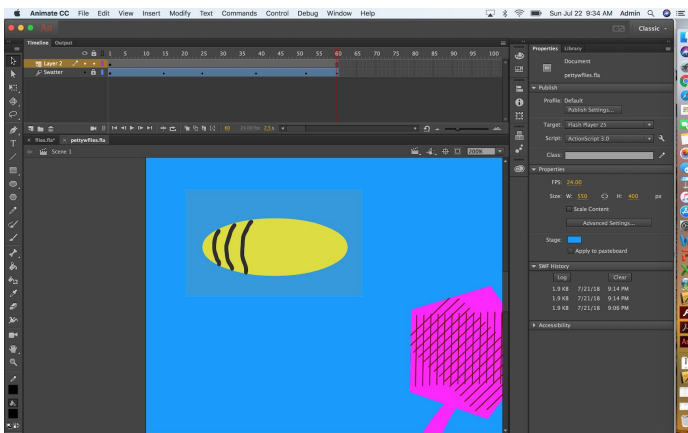 Animate CC File Edit View Insert Modify Text Commands Control Debug Window Help Sun Jul 22 9:34 AM Admin
An Classic
Timeline Output
1 5 10 15 20 25 30 35 40 45 50 55 60 65 70 75 80 85 90 95 100
Layer 2
Swatter
60 24.00 fps 2.5 s
files.fla* × pettywflies.fla
Scene 1 200%
Properties Library
Document
pettywflies.fla
Publish
Profile: Default
Publish Settings...
Target: Flash Player 25
Script: ActionScript 3.0
Class:
Properties
FPS: 24.00
Size: W: 550 H: 400 px
Scale Content
Advanced Settings...
Stage:
Apply to pasteboard
SWF History
Log Clear
1.9 KB 7/21/18 9:14 PM
1.9 KB 7/21/18 9:14 PM
1.9 KB 7/21/18 9:06 PM
Accessibility